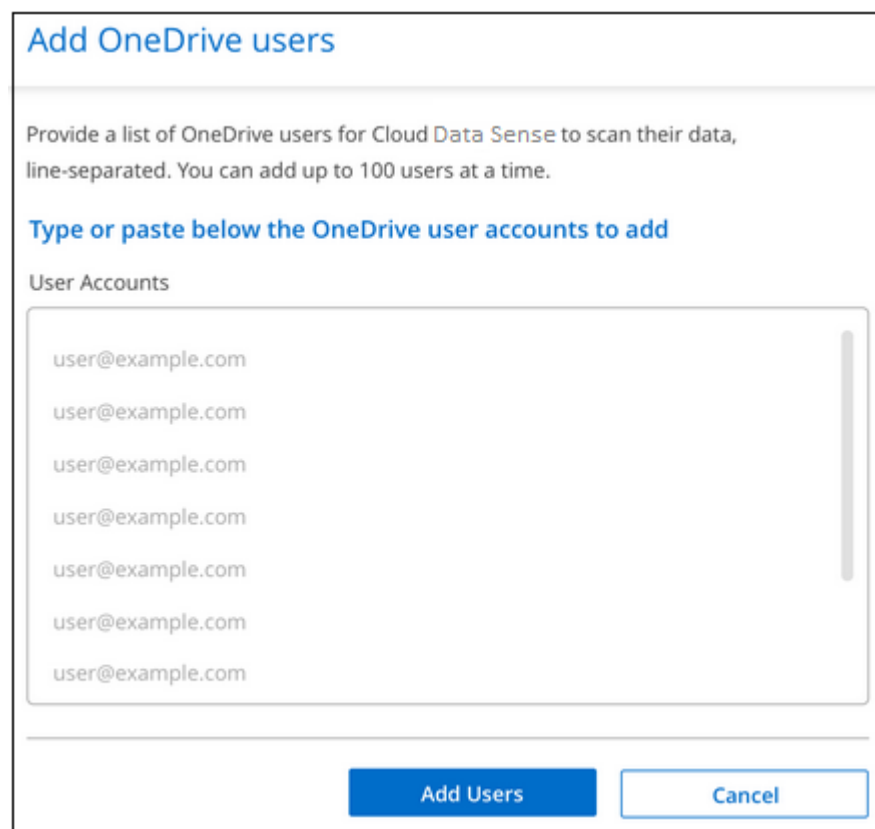 Add OneDrive users
Provide a list of OneDrive users for Cloud Data Sense to scan their data,
line-separated. You can add up to 100 users at a time.
Type or paste below the OneDrive user accounts to add
User Accounts
user@example.com
user@example.com
user@example.com
user@example.com
user@example.com
user@example.com
user@example.com
Add Users
Cancel